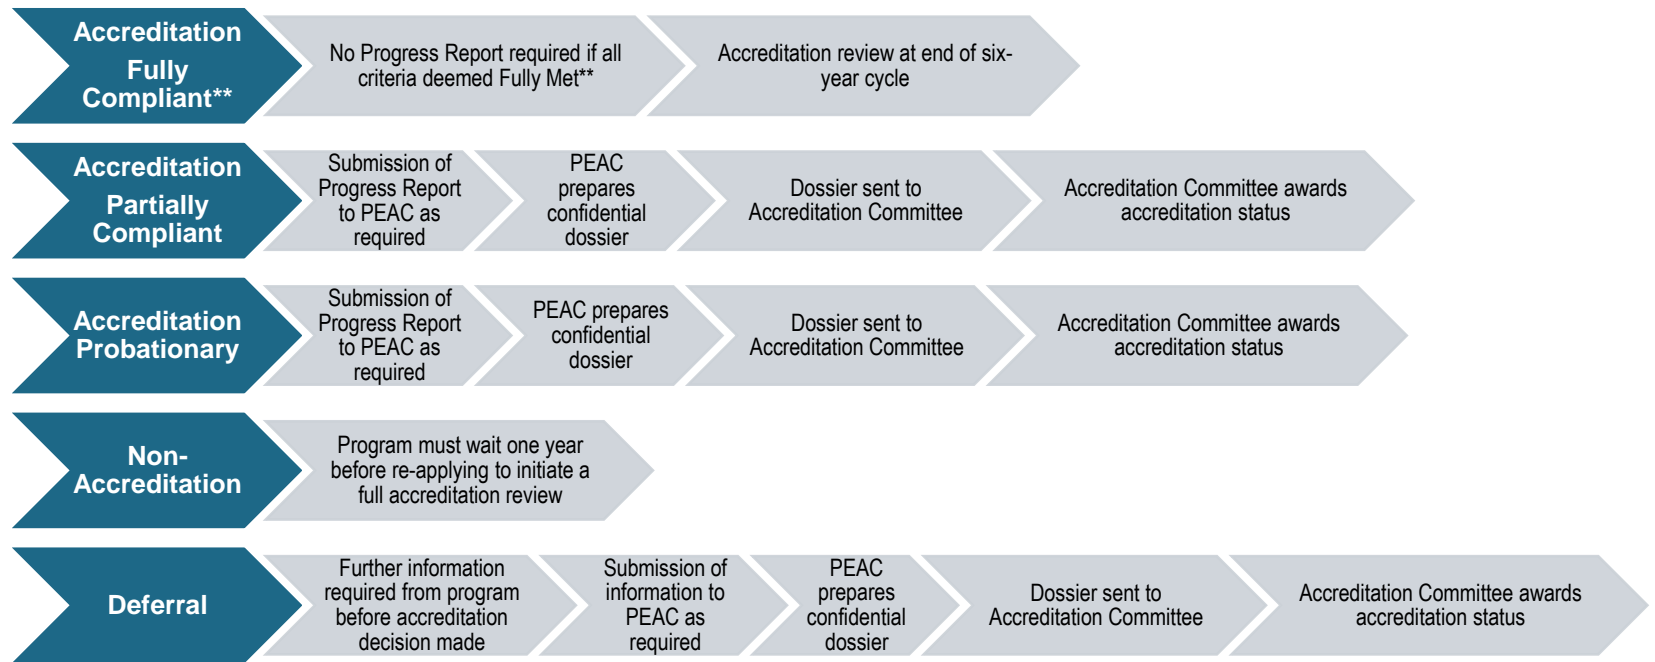 Accreditation
Fully
Compliant**
No Progress Report required if all
criteria deemed Fully Met**
Accreditation review at end of six-
year cycle
Accreditation
Partially
Compliant
Submission of
Progress Report
to PEAC as
required
PEAC
prepares
confidential
dossier
Dossier sent to
Accreditation Committee
Accreditation Committee awards
accreditation status
Accreditation
Probationary
Submission of
Progress Report
to PEAC as
required
PEAC prepares
confidential
dossier
Dossier sent to
Accreditation Committee
Accreditation Committee awards
accreditation status
Non-
Accreditation
Program must wait one year
before re-applying to initiate a
full accreditation review
Deferral
Further information
required from program
before accreditation
decision made
Submission of
information to
PEAC as
required
PEAC
prepares
confidential
dossier
Dossier sent to
Accreditation Committee
Accreditation Committee awards
accreditation status